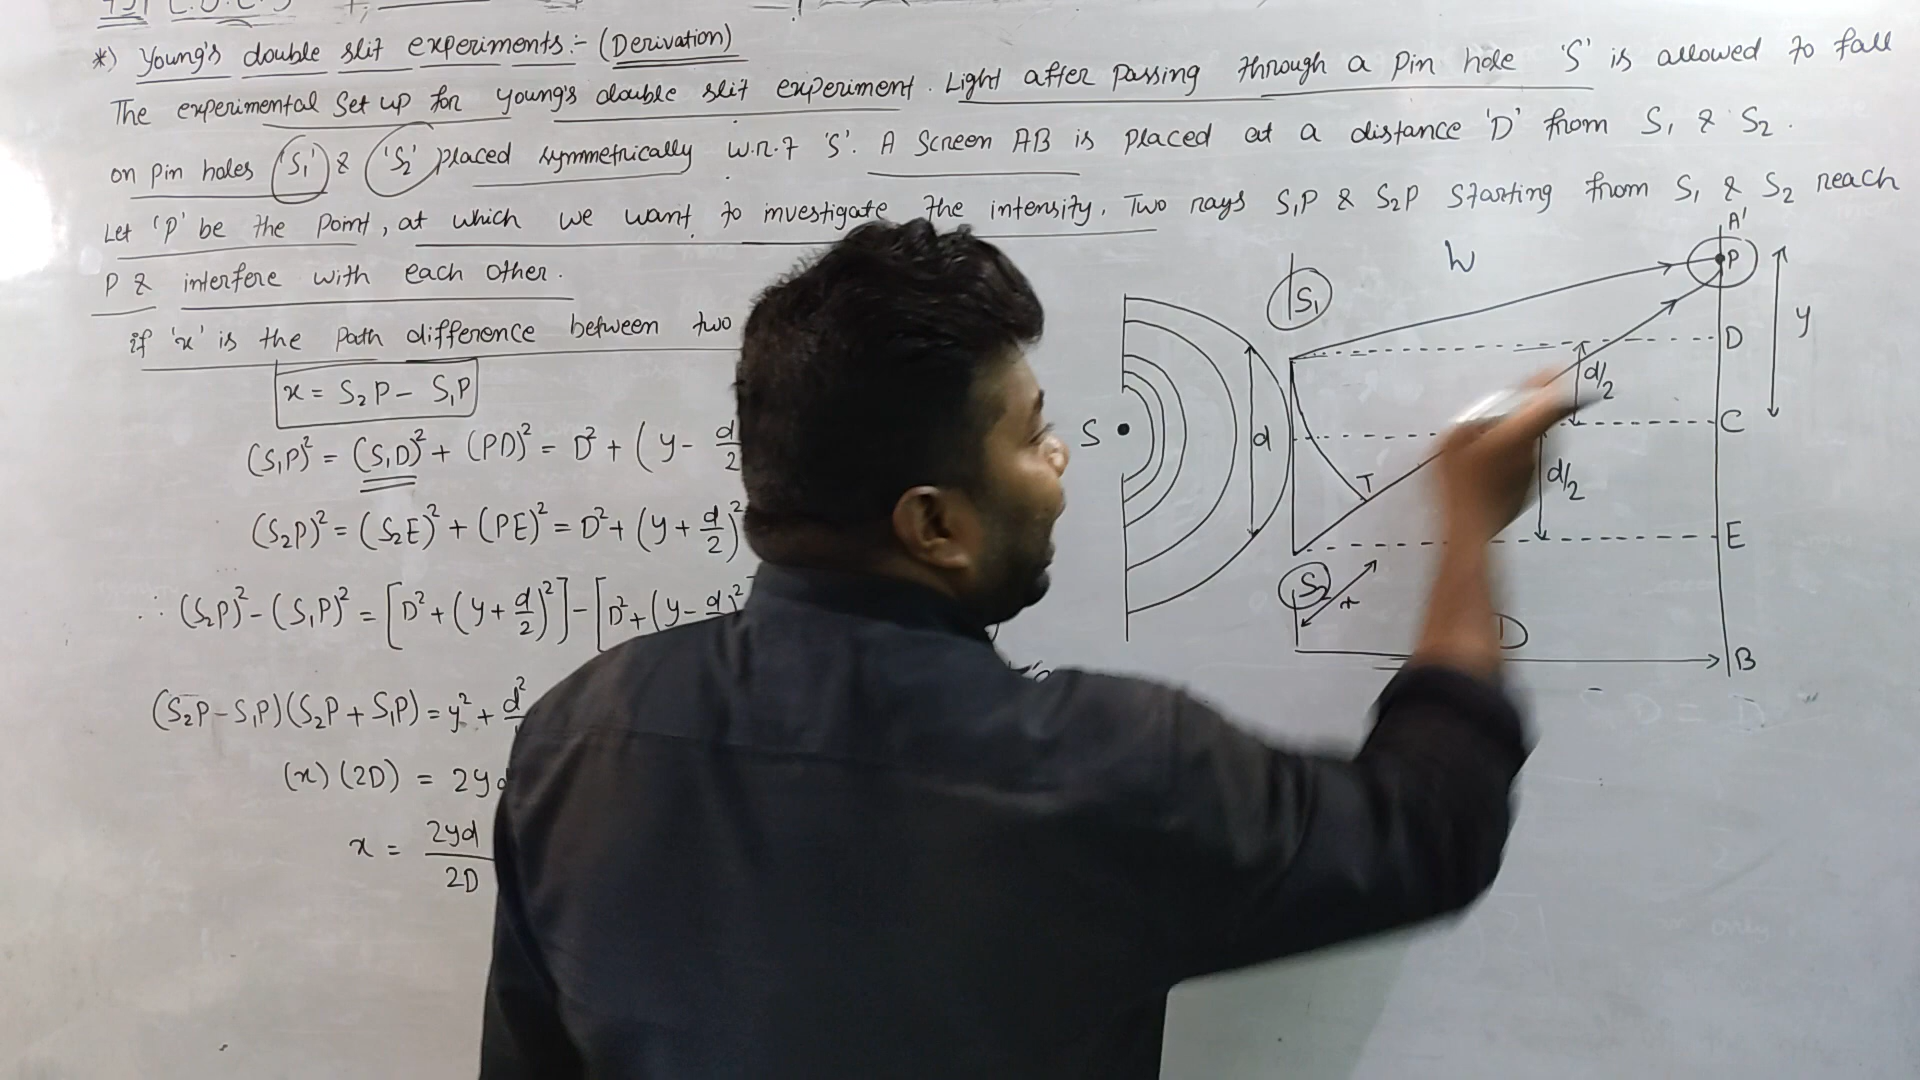 *) Young's double slit experiments:- (Derivation)
The experimental Set up for Young's double slit experiment. Light after Passing through a Pin hole 'S' is allowed to fall
on Pin holes 'S₁' & 'S₂' placed symmetrically w.r.t 'S'. A Screen AB is Placed at a distance 'D' from S₁ & S₂.
Let 'P' be the Point, at which we want to investigate the intensity. Two rays S₁P & S₂P Starting from S₁ & S₂ reach
P & interfere with each other.
if 'x' is the Path difference between two
x = S₂P - S₁P
(S₁P)² = (S₁D)² + (PD)² = D² + (y - d/2
(S₂P)² = (S₂E)² + (PE)² = D² + (y + d/2)²
∴ (S₂P)² - (S₁P)² = [D² + (y + d/2)²] - [D² + (y - d/2)²
(S₂P - S₁P)(S₂P + S₁P) = y² + d²
(x)(2D) = 2yd
x = 2yd/2D
A'
S₁
P
y
D
d/2
S
d
C
T
d/2
E
S₂
x
D
B